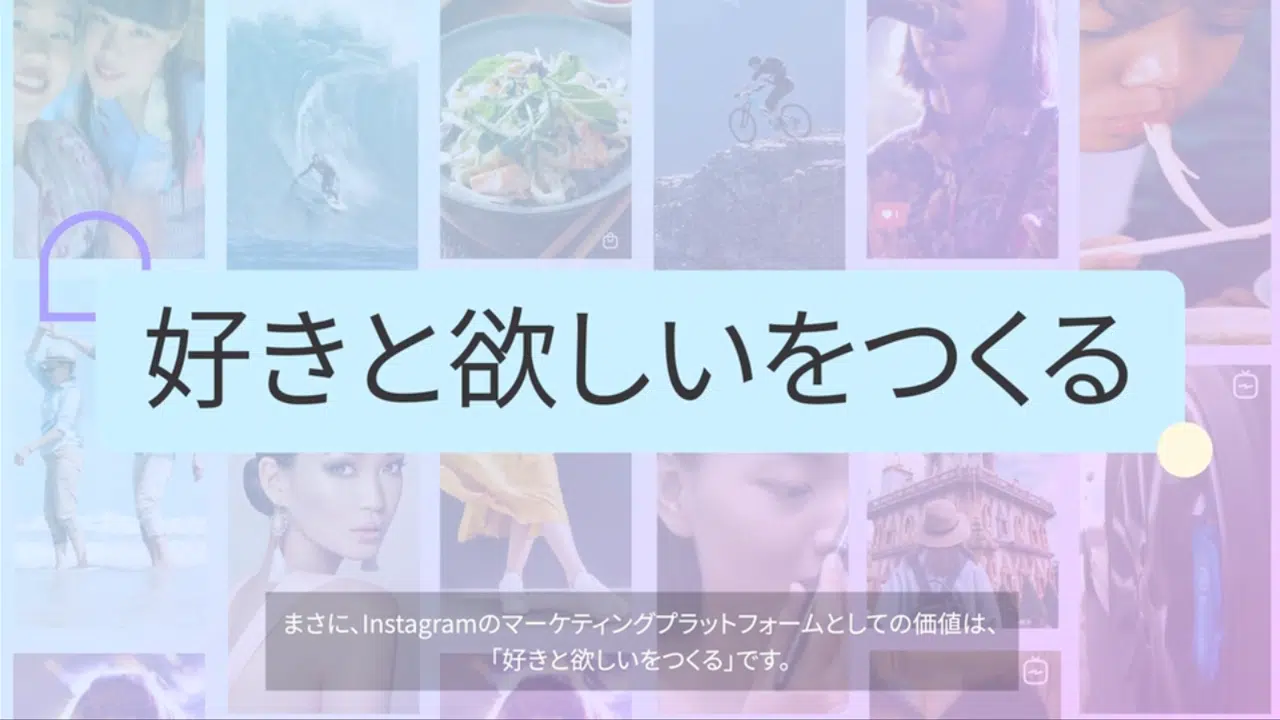 好きと欲しいをつくる
まさに、Instagramのマーケティングプラットフォームとしての価値は、
「好きと欲しいをつくる」です。